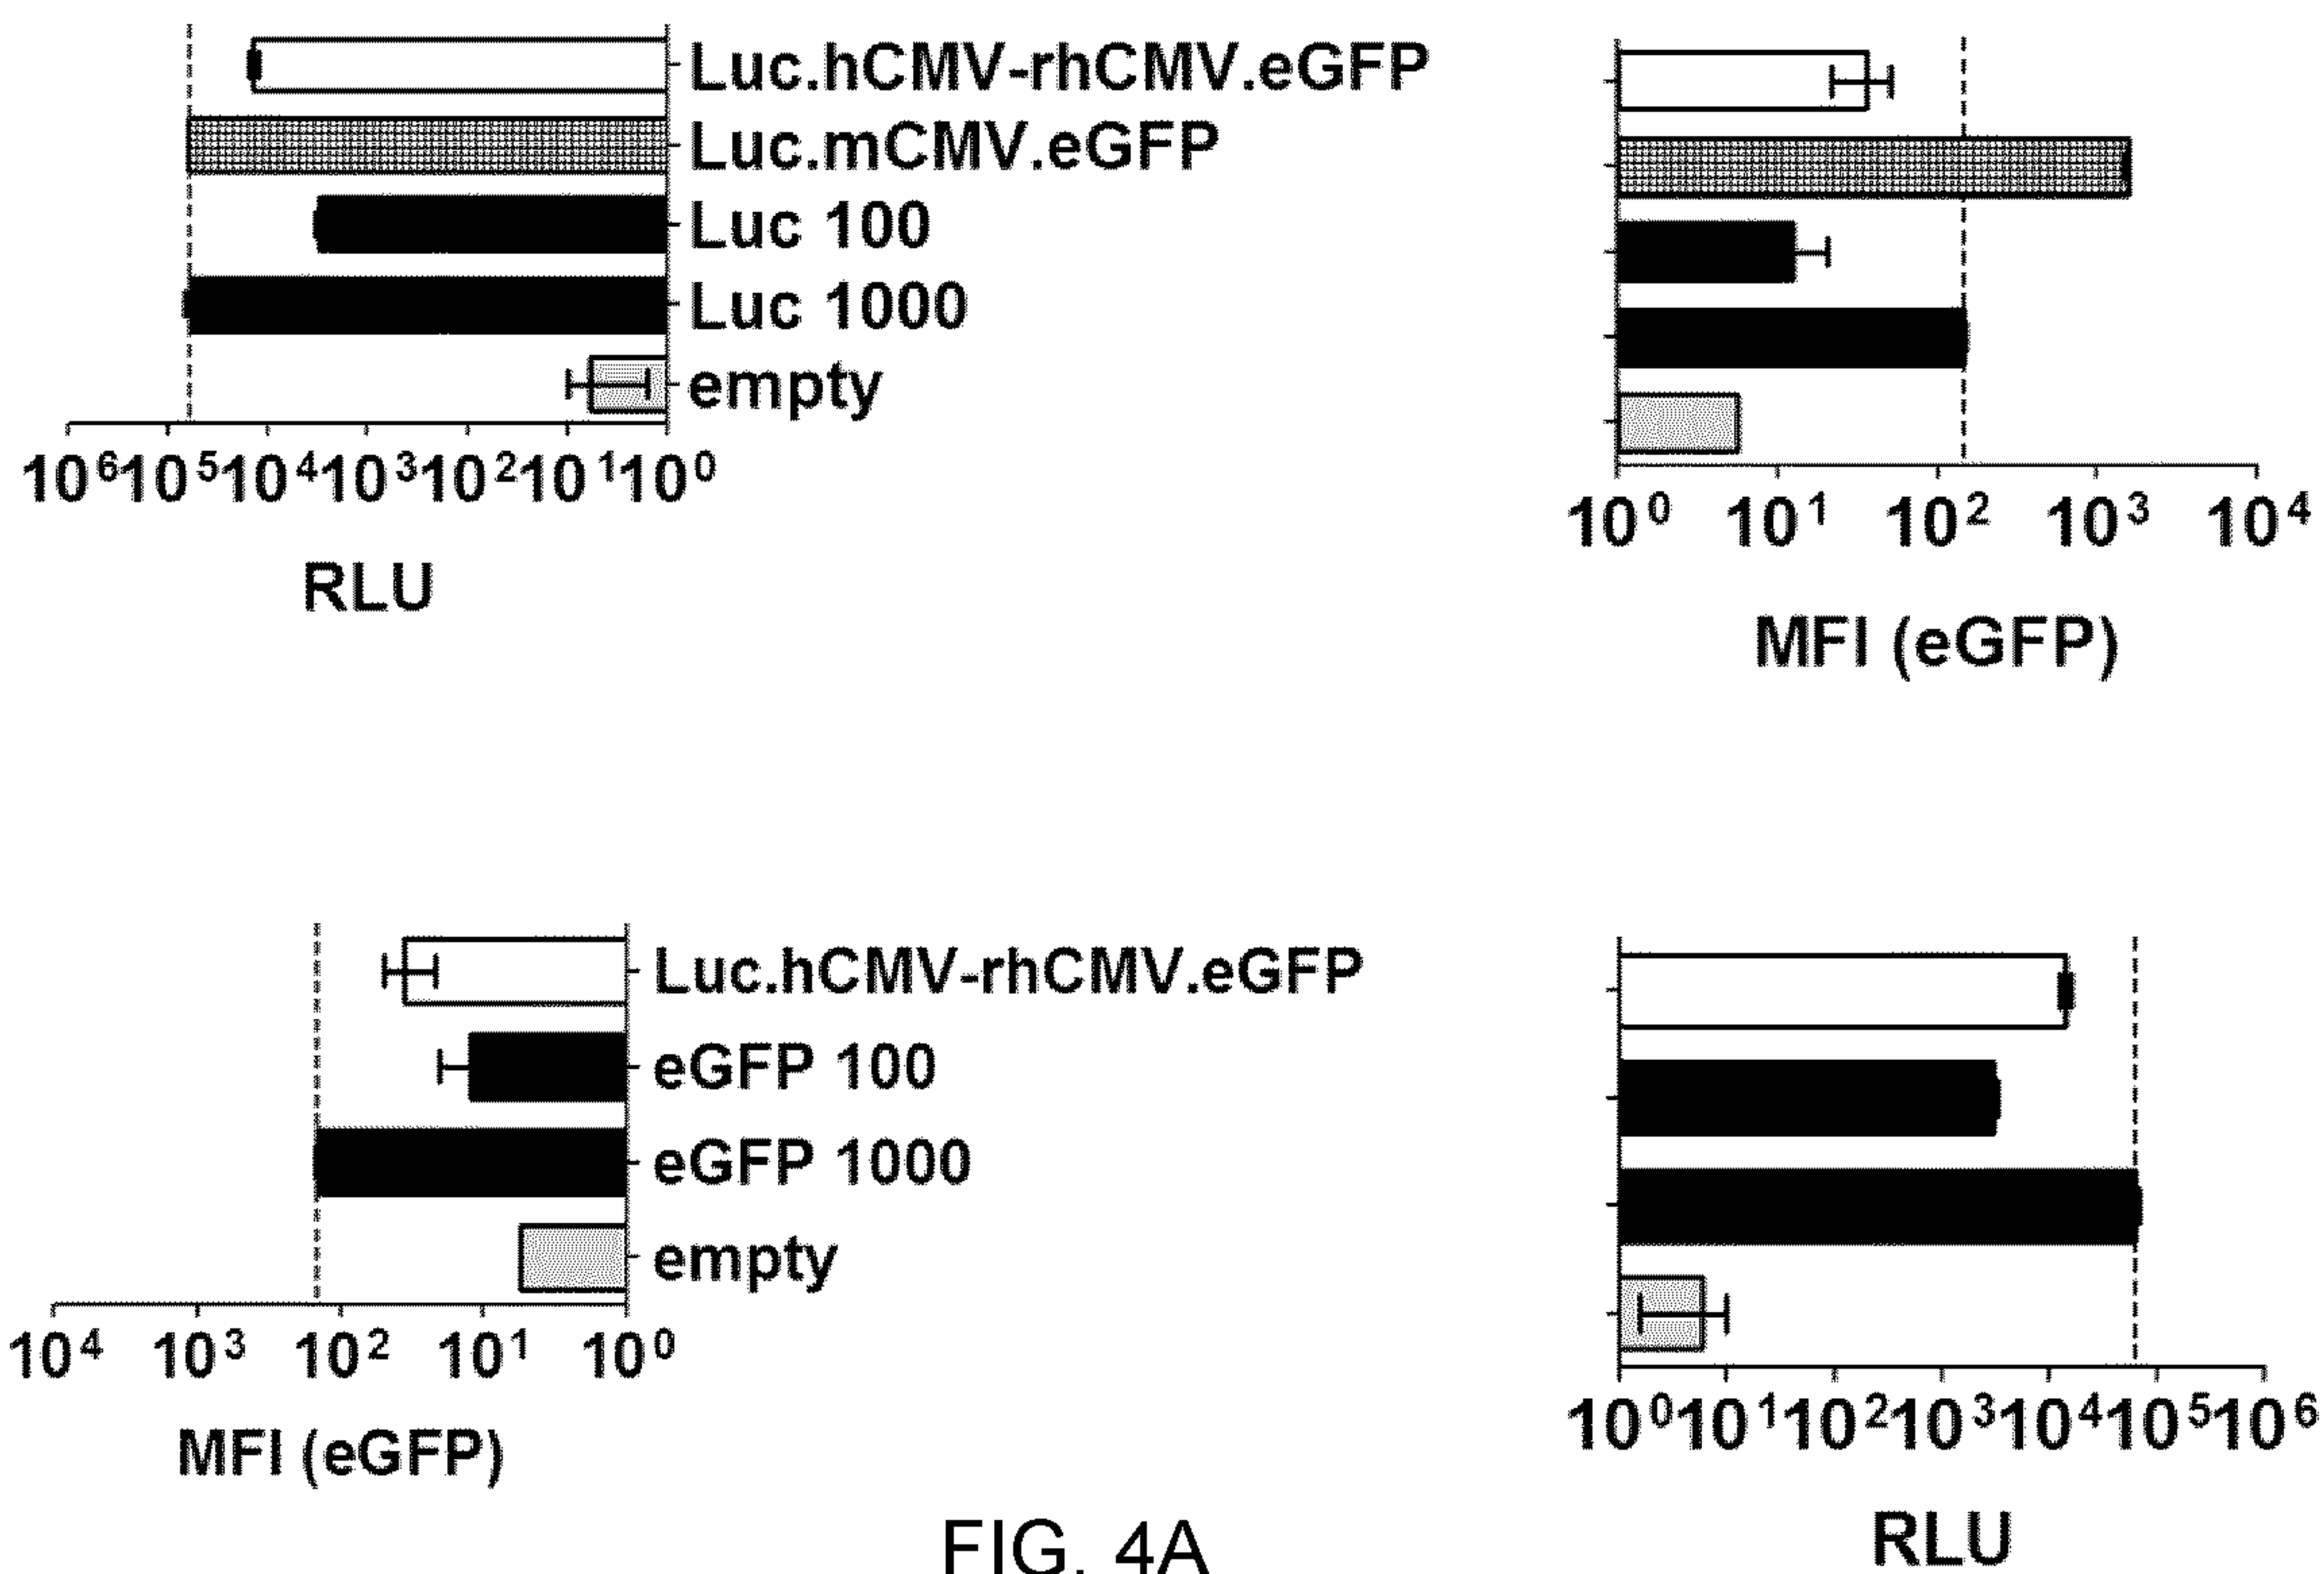 Luc.hCMV-rhCMV.eGFP
Luc.mCMV.eGFP
Luc 100
Luc 1000
empty
10⁶10⁵10⁴10³10²10¹10⁰
RLU
10⁰ 10¹ 10² 10³ 10⁴
MFI (eGFP)
Luc.hCMV-rhCMV.eGFP
eGFP 100
eGFP 1000
empty
10⁴ 10³ 10² 10¹ 10⁰
MFI (eGFP)
10⁰10¹10²10³10⁴10⁵10⁶
RLU
FIG. 4A